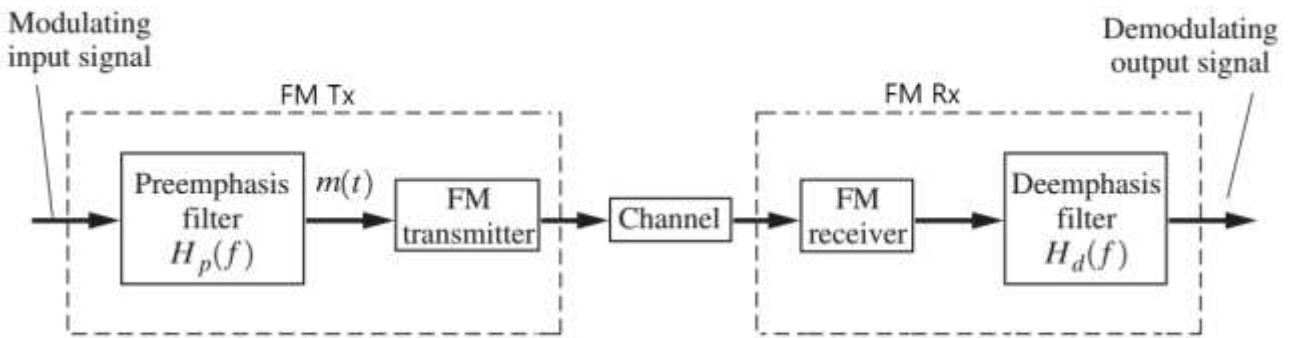 Modulating
input signal
FM Tx
Preemphasis
filter
H_p(f)
m(t)
FM
transmitter
Channel
FM Rx
FM
receiver
Deemphasis
filter
H_d(f)
Demodulating
output signal